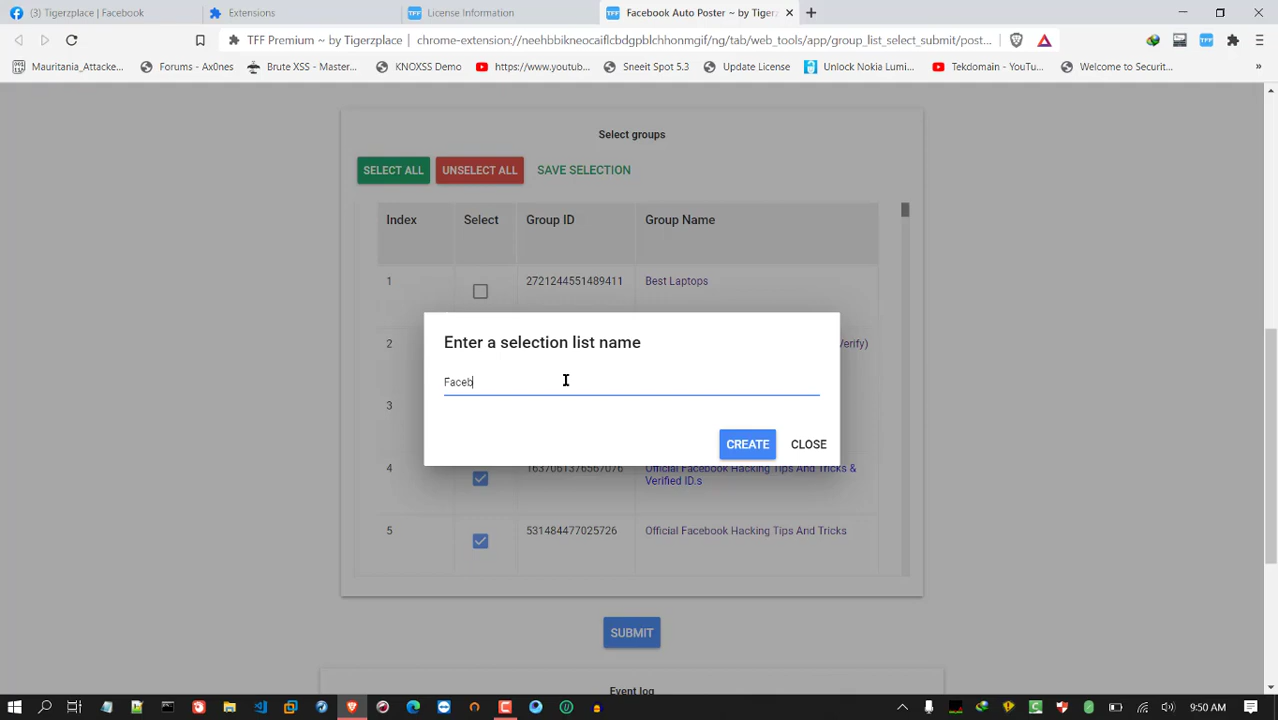 (3) Tigerzplace | Facebook
Extensions
License Information
Facebook Auto Poster ~ by Tigerz
TFF Premium ~ by Tigerzplace
chrome-extension://neehbbikneocaiflcbdgpblchhonmgif/ng/tab/web_tools/app/group_list_select_submit/post...
Mauritania_Attacke...
Forums - Ax0nes
Brute XSS - Master...
KNOXSS Demo
https://www.youtub...
Sneeit Spot 5.3
Update License
Unlock Nokia Lumi...
Tekdomain - YouTu...
Welcome to Securit...
»
Select groups
SELECT ALL
UNSELECT ALL
SAVE SELECTION
Index
Select
Group ID
Group Name
1
2721244551489411
Best Laptops
Enter a selection list name
2
Verify)
Faceb
3
CREATE
CLOSE
4
1637061376567076
Official Facebook Hacking Tips And Tricks &
Verified ID.s
5
531484477025726
Official Facebook Hacking Tips And Tricks
SUBMIT
Event log
9:50 AM